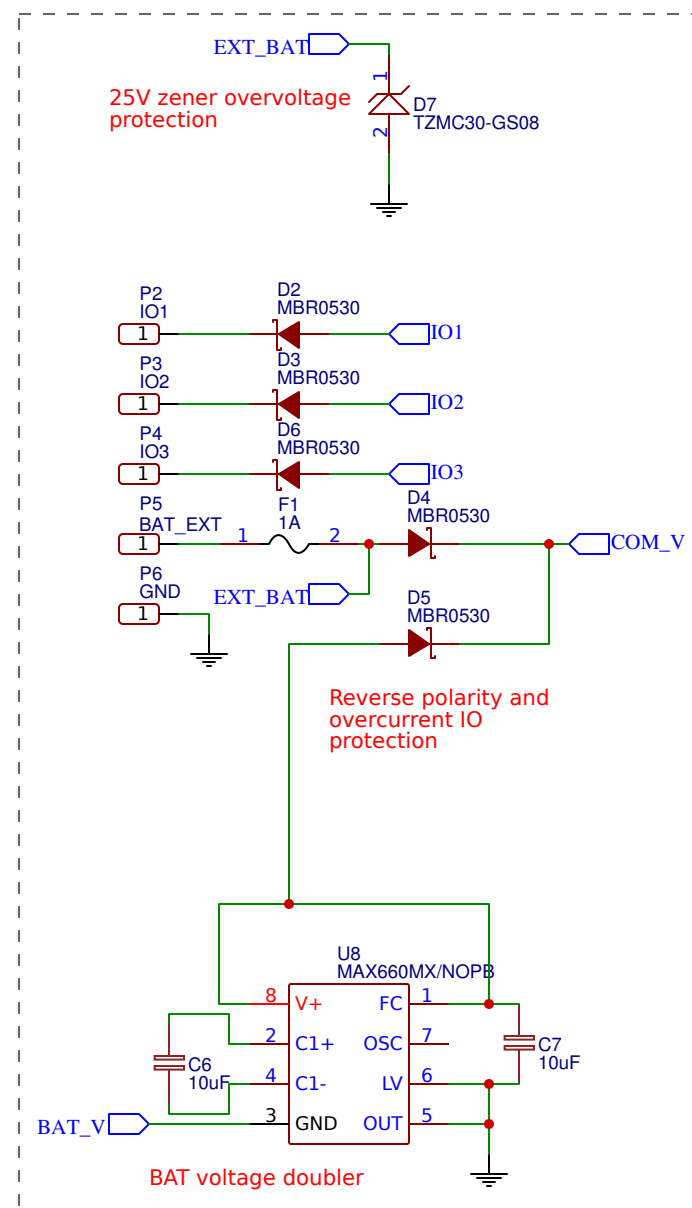 EXT_BAT
1
25V zener overvoltage
protection
D7
TZMC30-GS08
2
P2
IO1
1
D2
MBR0530
IO1
P3
IO2
1
D3
MBR0530
IO2
P4
IO3
1
D6
MBR0530
IO3
P5
BAT_EXT
1
1
F1
1A
2
D4
MBR0530
COM_V
EXT_BAT
P6
GND
1
D5
MBR0530
Reverse polarity and
overcurrent IO
protection
U8
MAX660MX/NOPB
8 V+ FC 1
2 C1+ OSC 7
4 C1- LV 6
3 GND OUT 5
C6
10uF
C7
10uF
BAT_V
BAT voltage doubler